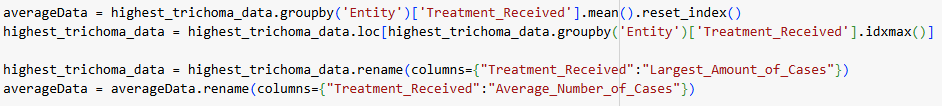 averageData = highest_trichoma_data.groupby('Entity')['Treatment_Received'].mean().reset_index()
highest_trichoma_data = highest_trichoma_data.loc[highest_trichoma_data.groupby('Entity')['Treatment_Received'].idxmax()]
highest_trichoma_data = highest_trichoma_data.rename(columns={"Treatment_Received":"Largest_Amount_of_Cases"})
averageData = averageData.rename(columns={"Treatment_Received":"Average_Number_of_Cases"})